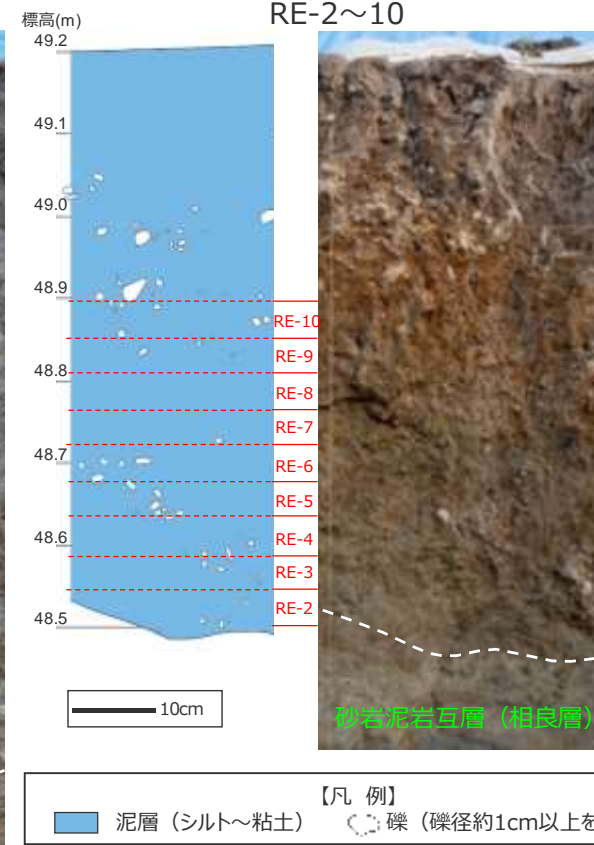 RE-2～10
標高(m)
49.2
49.1
49.0
48.9
48.8
48.7
48.6
48.5
RE-10
RE-9
RE-8
RE-7
RE-6
RE-5
RE-4
RE-3
RE-2
10cm
砂岩泥岩互層（相良層）
【凡 例】
泥層（シルト～粘土） 礫（礫径約1cm以上を